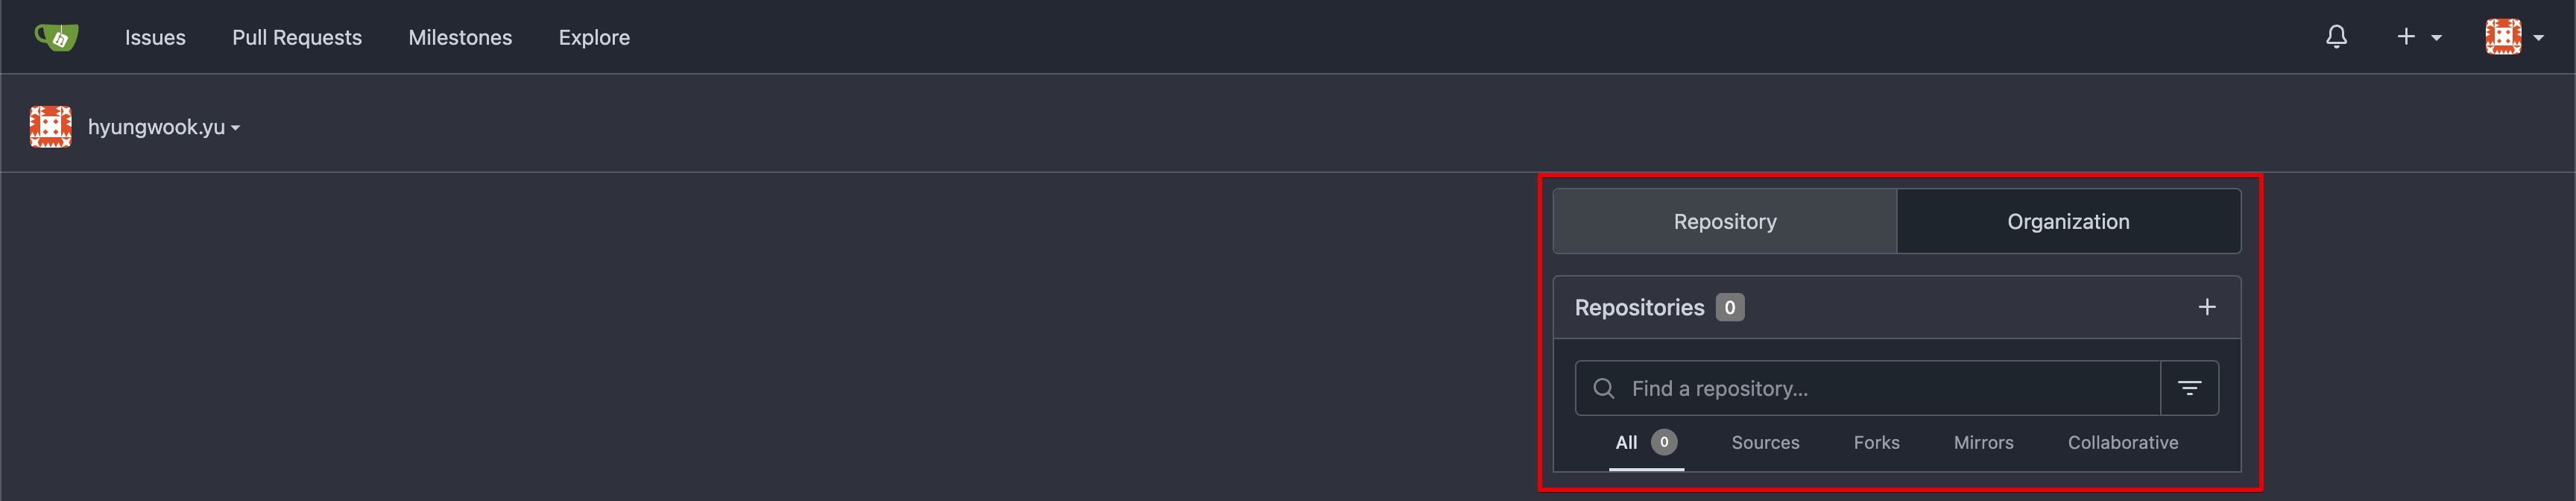 Issues Pull Requests Milestones Explore
hyungwook.yu
Repository Organization
Repositories 0
Find a repository...
All 0 Sources Forks Mirrors Collaborative